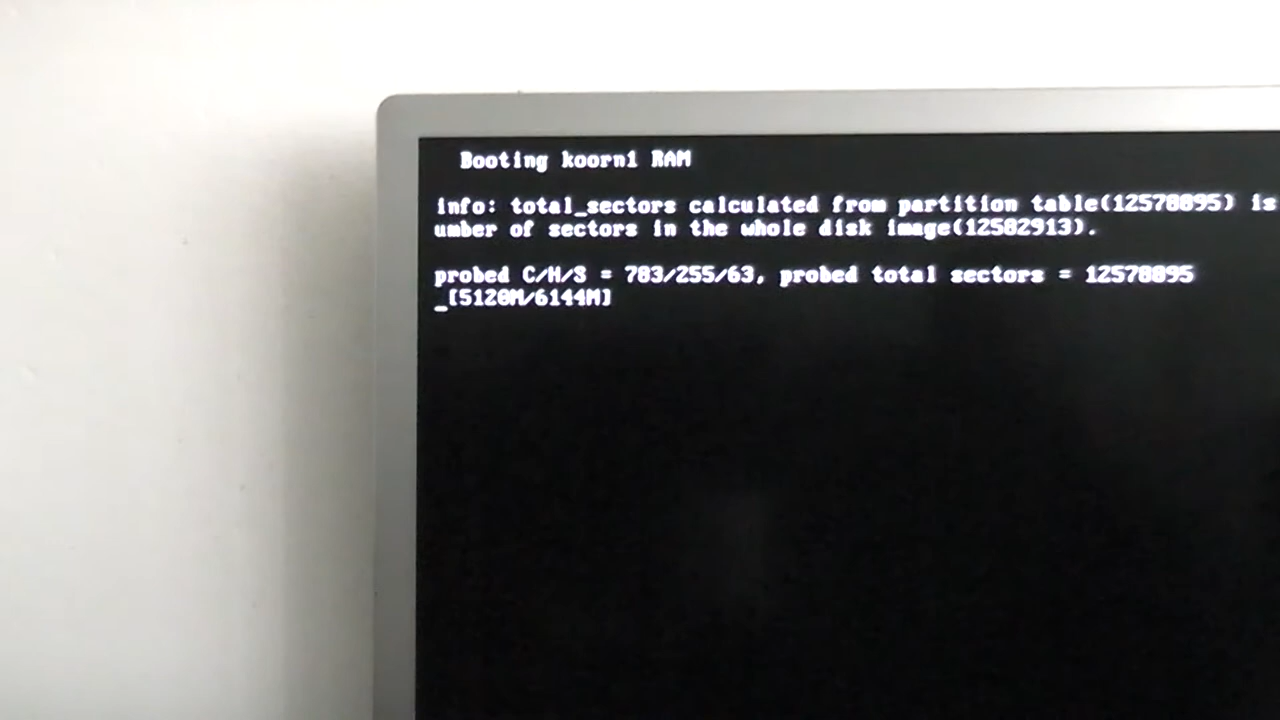 Booting koorn1 RAM
info: total_sectors calculated from partition table(12578895) is
umber of sectors in the whole disk image(12582913).
probed C/H/S = 783/255/63, probed total sectors = 12578895
_[5120M/6144M]